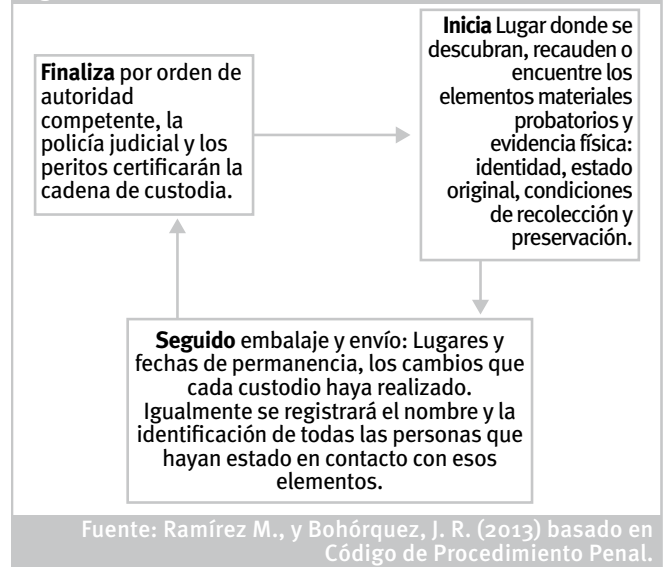 Finaliza por orden de
autoridad
competente, la
policía judicial y los
peritos certificarán la
cadena de custodia.
Inicia Lugar donde se
descubran, recauden o
encuentre los
elementos materiales
probatorios y
evidencia física:
identidad, estado
original, condiciones
de recolección y
preservación.
Seguido embalaje y envío: Lugares y
fechas de permanencia, los cambios que
cada custodio haya realizado.
Igualmente se registrará el nombre y la
identificación de todas las personas que
hayan estado en contacto con esos
elementos.
Fuente: Ramírez M., y Bohórquez, J. R. (2013) basado en
Código de Procedimiento Penal.